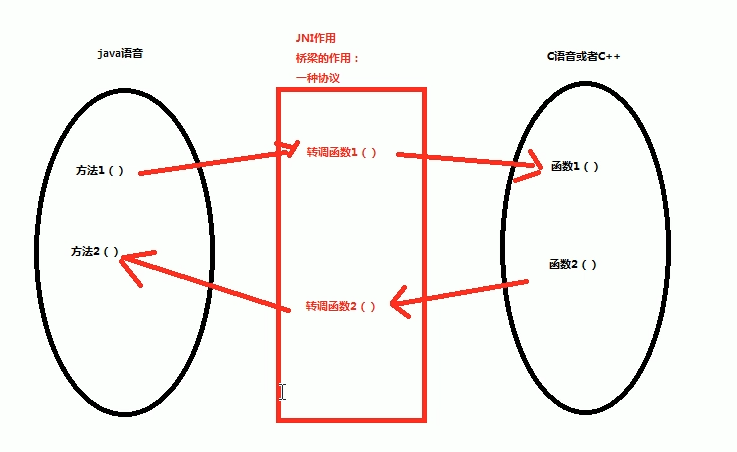 java语音
JNI作用
桥梁的作用：
一种协议
C语音或者C++
方法1（）
转调函数1（）
函数1（）
方法2（）
函数2（）
转调函数2（）